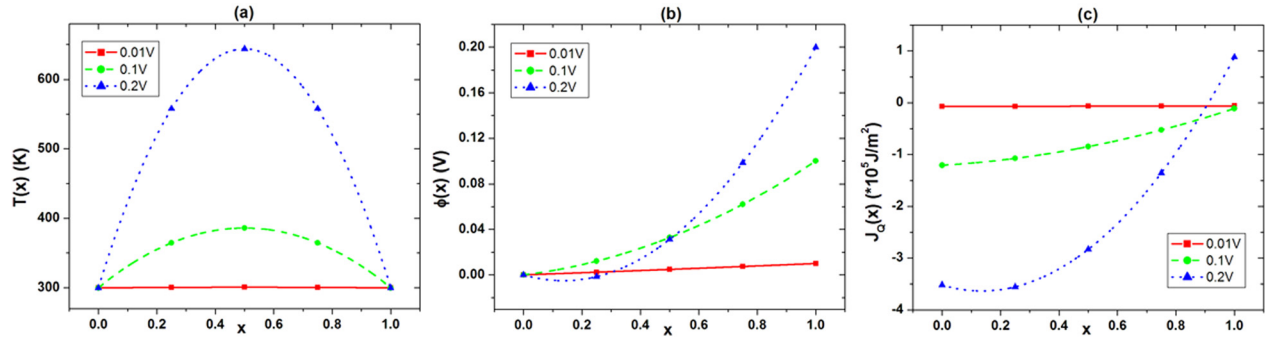 (a)
T(x) (K)
600
500
400
300
0.01V
0.1V
0.2V
0.0 0.2 0.4 0.6 0.8 1.0
x
(b)
ϕ(x) (V)
0.20
0.16
0.12
0.08
0.04
0.00
0.01V
0.1V
0.2V
0.0 0.2 0.4 0.6 0.8 1.0
x
(c)
J_Q(x) (*10^5J/m^2)
1
0
-1
-2
-3
-4
0.01V
0.1V
0.2V
0.0 0.2 0.4 0.6 0.8 1.0
x